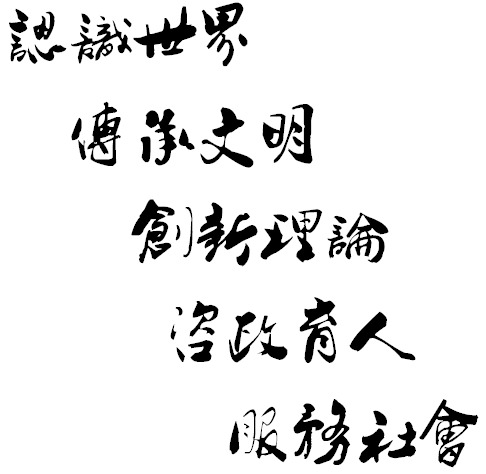 認識世界
傳承文明
創新理論
咨政育人
服務社會